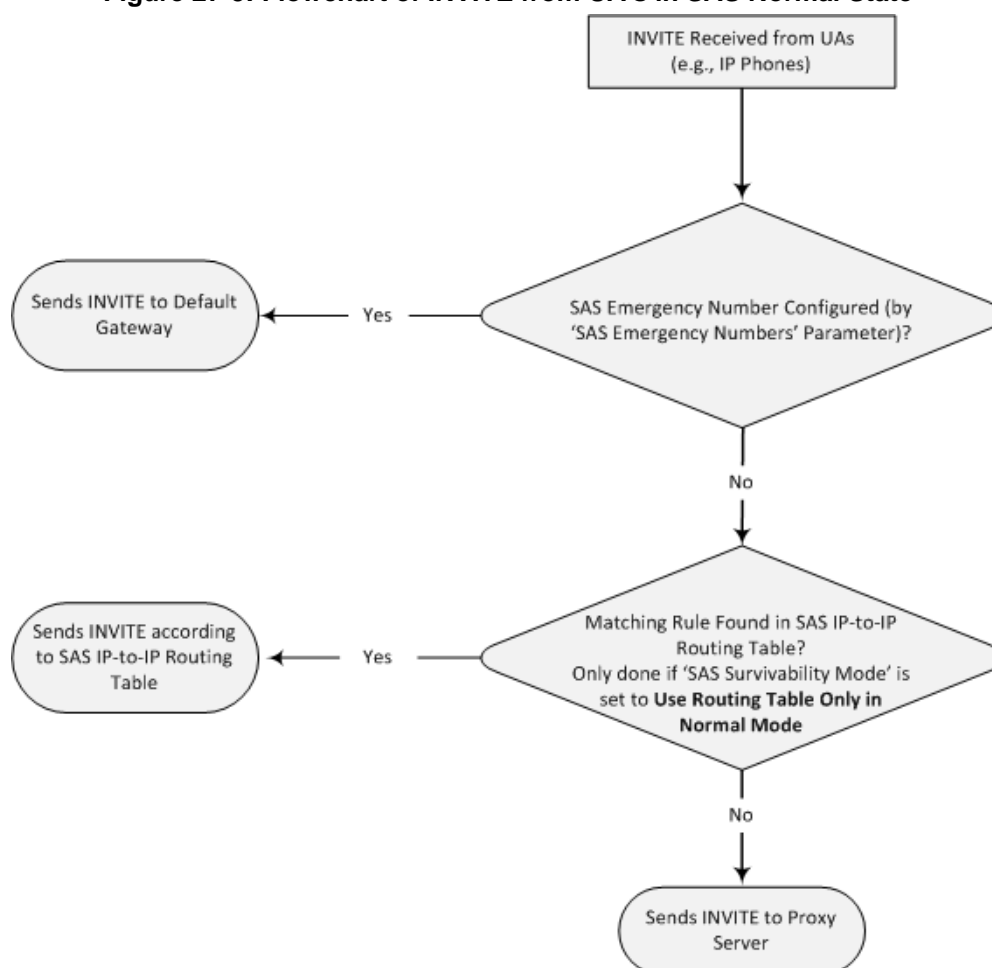 INVITE Received from UAs
(e.g., IP Phones)
SAS Emergency Number Configured (by
'SAS Emergency Numbers' Parameter)?
Yes
Sends INVITE to Default
Gateway
No
Matching Rule Found in SAS IP-to-IP
Routing Table?
Only done if 'SAS Survivability Mode' is
set to Use Routing Table Only in
Normal Mode
Yes
Sends INVITE according
to SAS IP-to-IP Routing
Table
No
Sends INVITE to Proxy
Server